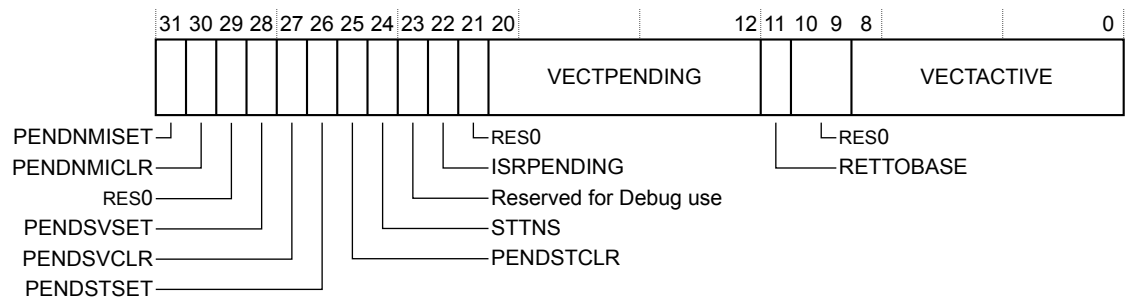 31 30 29 28 27 26 25 24 23 22 21 20 12 11 10 9 8 0
VECTPENDING VECTACTIVE
PENDNMISET RES0 RES0
PENDNMICLR ISRPENDING RETTOBASE
RES0 Reserved for Debug use
PENDSVSET STTNS
PENDSVCLR PENDSTCLR
PENDSTSET